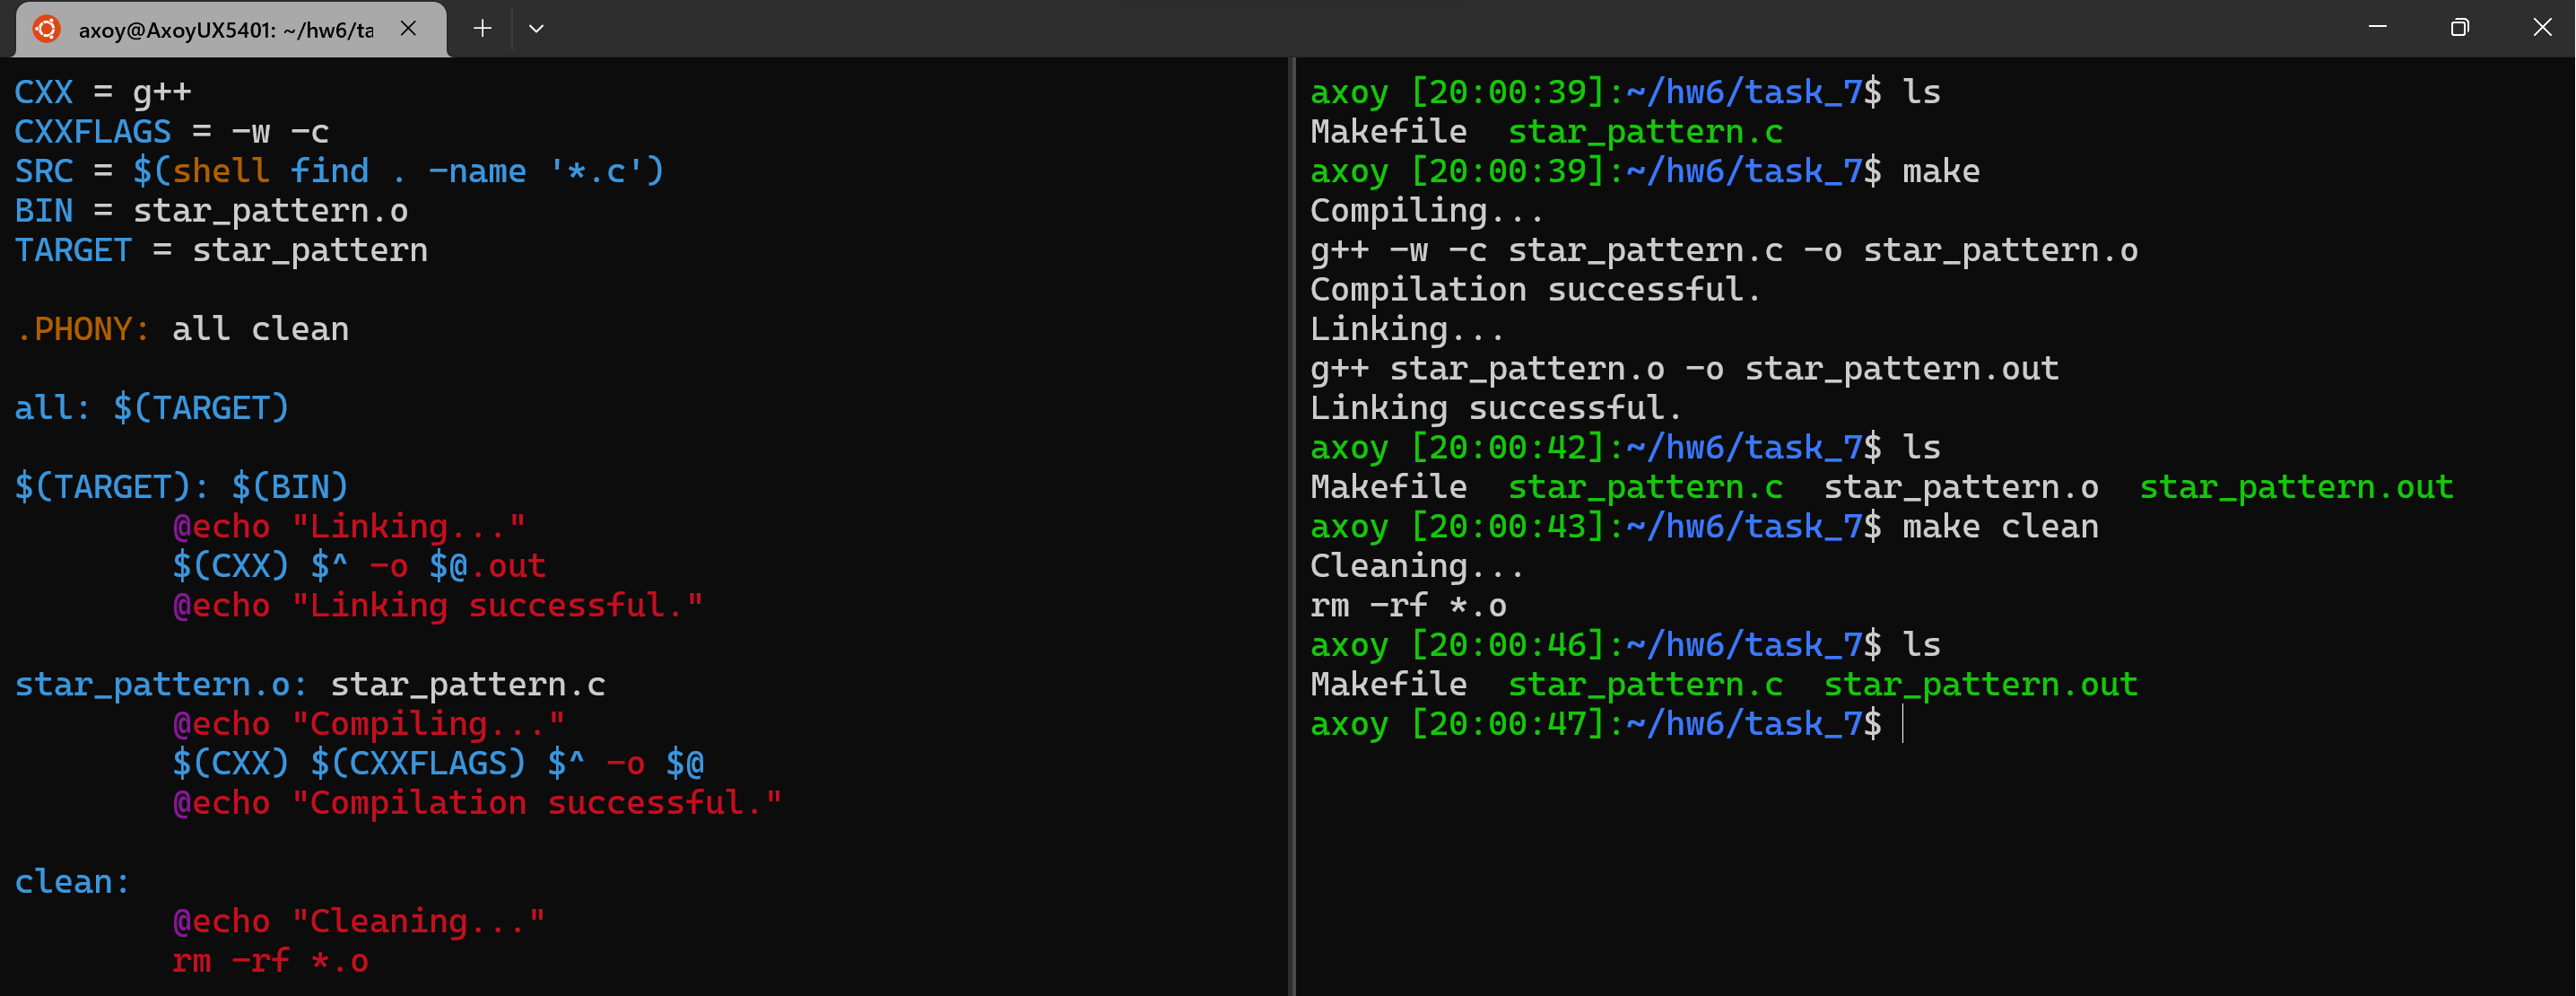 axoy@AxoyUX5401: ~/hw6/ta
CXX = g++
CXXFLAGS = -w -c
SRC = $(shell find . -name '*.c')
BIN = star_pattern.o
TARGET = star_pattern
.PHONY: all clean
all: $(TARGET)
$(TARGET): $(BIN)
@echo "Linking..."
$(CXX) $^ -o $@.out
@echo "Linking successful."
star_pattern.o: star_pattern.c
@echo "Compiling..."
$(CXX) $(CXXFLAGS) $^ -o $@
@echo "Compilation successful."
clean:
@echo "Cleaning..."
rm -rf *.o
axoy [20:00:39]:~/hw6/task_7$ ls
Makefile  star_pattern.c
axoy [20:00:39]:~/hw6/task_7$ make
Compiling...
g++ -w -c star_pattern.c -o star_pattern.o
Compilation successful.
Linking...
g++ star_pattern.o -o star_pattern.out
Linking successful.
axoy [20:00:42]:~/hw6/task_7$ ls
Makefile  star_pattern.c  star_pattern.o  star_pattern.out
axoy [20:00:43]:~/hw6/task_7$ make clean
Cleaning...
rm -rf *.o
axoy [20:00:46]:~/hw6/task_7$ ls
Makefile  star_pattern.c  star_pattern.out
axoy [20:00:47]:~/hw6/task_7$